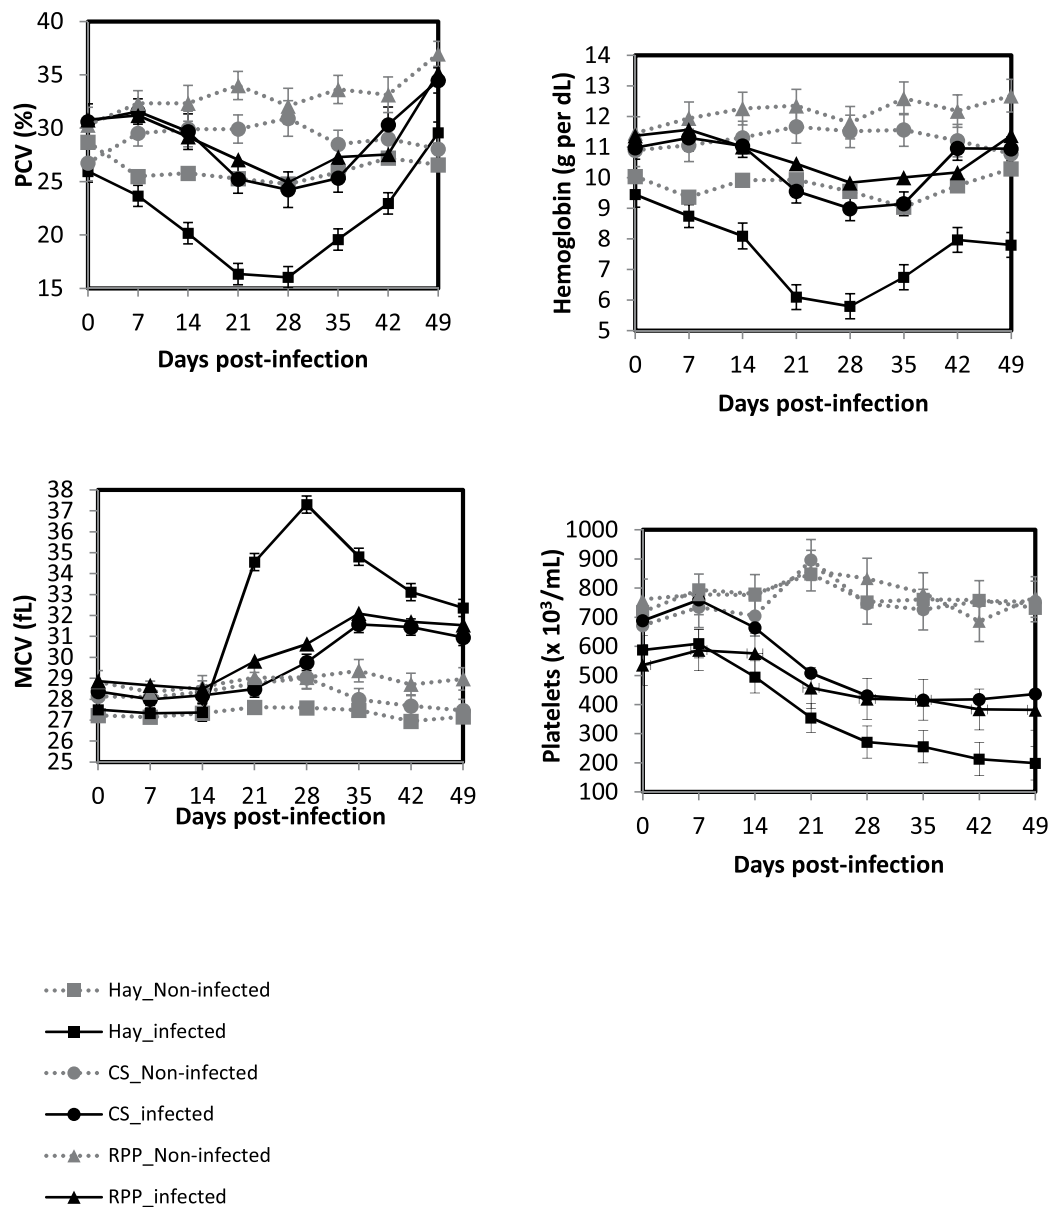 40
35
30
25
20
15
PCV (%)
0 7 14 21 28 35 42 49
Days post-infection
14
13
12
11
10
9
8
7
6
5
Hemoglobin (g per dL)
0 7 14 21 28 35 42 49
Days post-infection
38
37
36
35
34
33
32
31
30
29
28
27
26
25
MCV (fL)
0 7 14 21 28 35 42 49
Days post-infection
1000
900
800
700
600
500
400
300
200
100
Platelets (x 10³/mL)
0 7 14 21 28 35 42 49
Days post-infection
Hay_Non-infected
Hay_infected
CS_Non-infected
CS_infected
RPP_Non-infected
RPP_infected